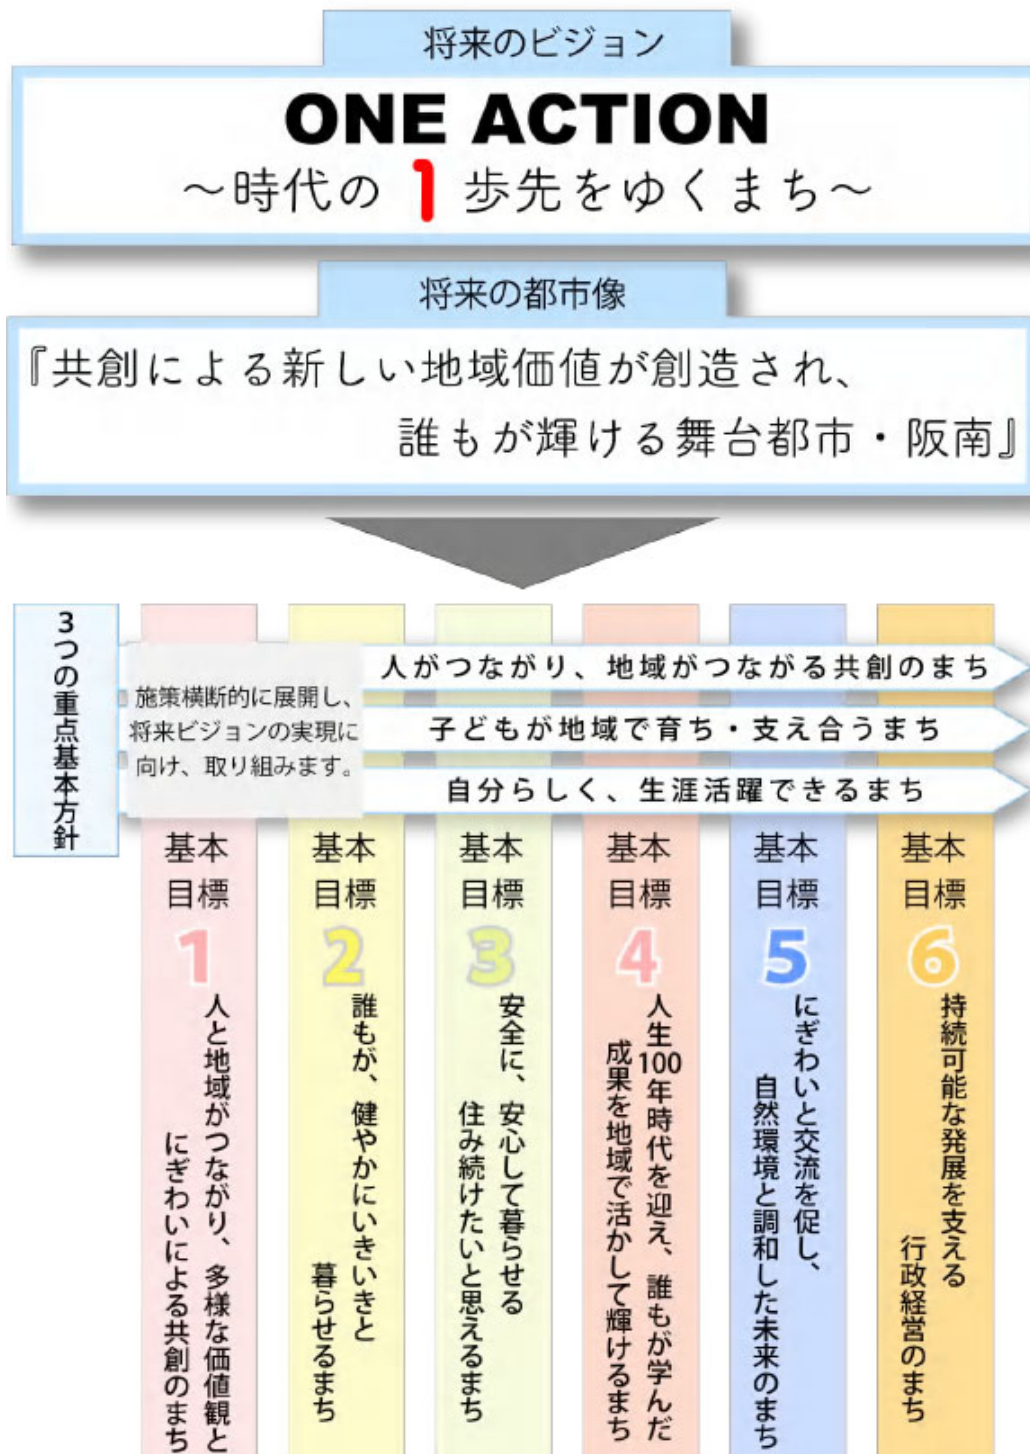 将来のビジョン
ONE ACTION
～時代の1歩先をゆくまち～
将来の都市像
『共創による新しい地域価値が創造され、
誰もが輝ける舞台都市・阪南』
3つの重点基本方針
施策横断的に展開し、
将来ビジョンの実現に
向け、取り組みます。
人がつながり、地域がつながる共創のまち
子どもが地域で育ち・支え合うまち
自分らしく、生涯活躍できるまち
基本
目標
1
人と地域がつながり、多様な価値観と
にぎわいによる共創のまち
基本
目標
2
誰もが、健やかにいきいきと
暮らせるまち
基本
目標
3
安全に、安心して暮らせる
住み続けたいと思えるまち
基本
目標
4
人生100年時代を迎え、誰もが学んだ
成果を地域で活かして輝けるまち
基本
目標
5
にぎわいと交流を促し、
自然環境と調和した未来のまち
基本
目標
6
持続可能な発展を支える
行政経営のまち